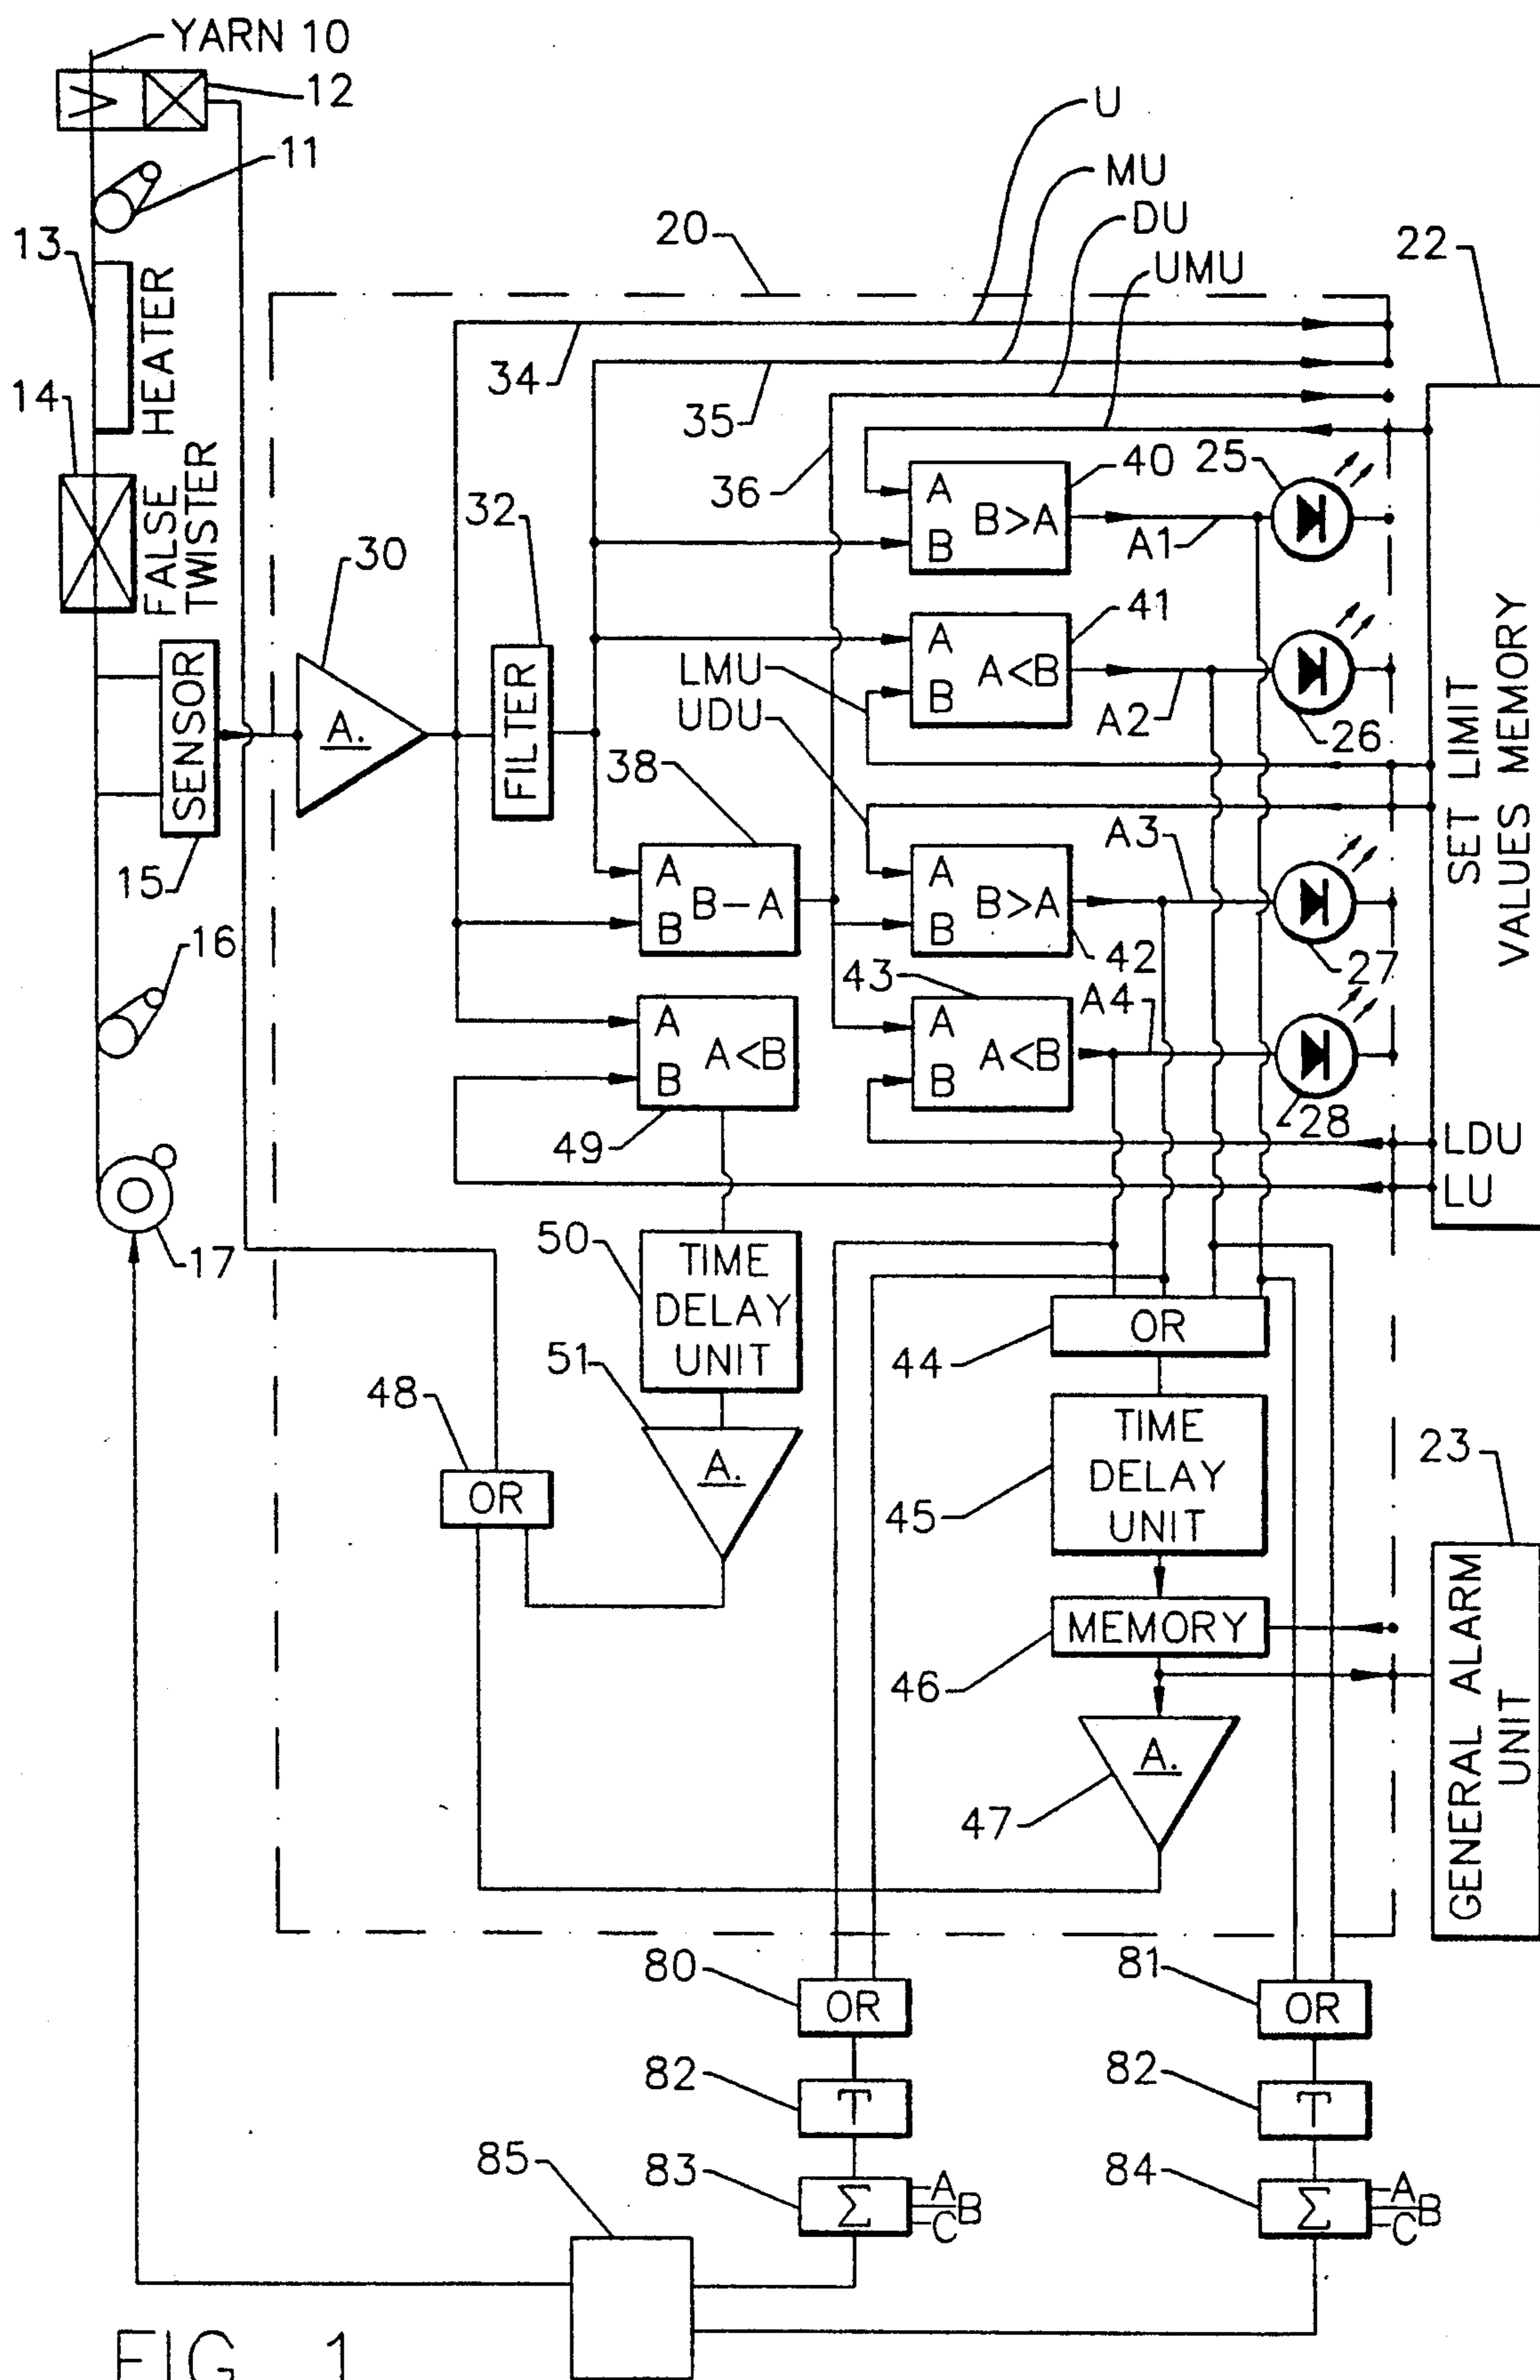 YARN 10
12
11
U
MU
DU
UMU
20
22
13
HEATER
34
35
36
14
FALSE
TWISTER
32
30
40
25
A
B
B>A
A1
41
A
B
A<B
A2
26
LMU
UDU
SENSOR
15
A.
FILTER
38
A
B
B-A
A3
A
B
B>A
42
27
SET LIMIT
VALUES MEMORY
16
43
A4
A
B
A<B
49
A
B
A<B
28
LDU
LU
17
50
TIME
DELAY
UNIT
OR
44
51
48
A.
OR
TIME
DELAY
UNIT
45
23
MEMORY
46
GENERAL ALARM
UNIT
A.
47
80
OR
81
OR
82
T
82
T
85
83
Σ
A
B
C
84
Σ
A
B
C
FIG. 1